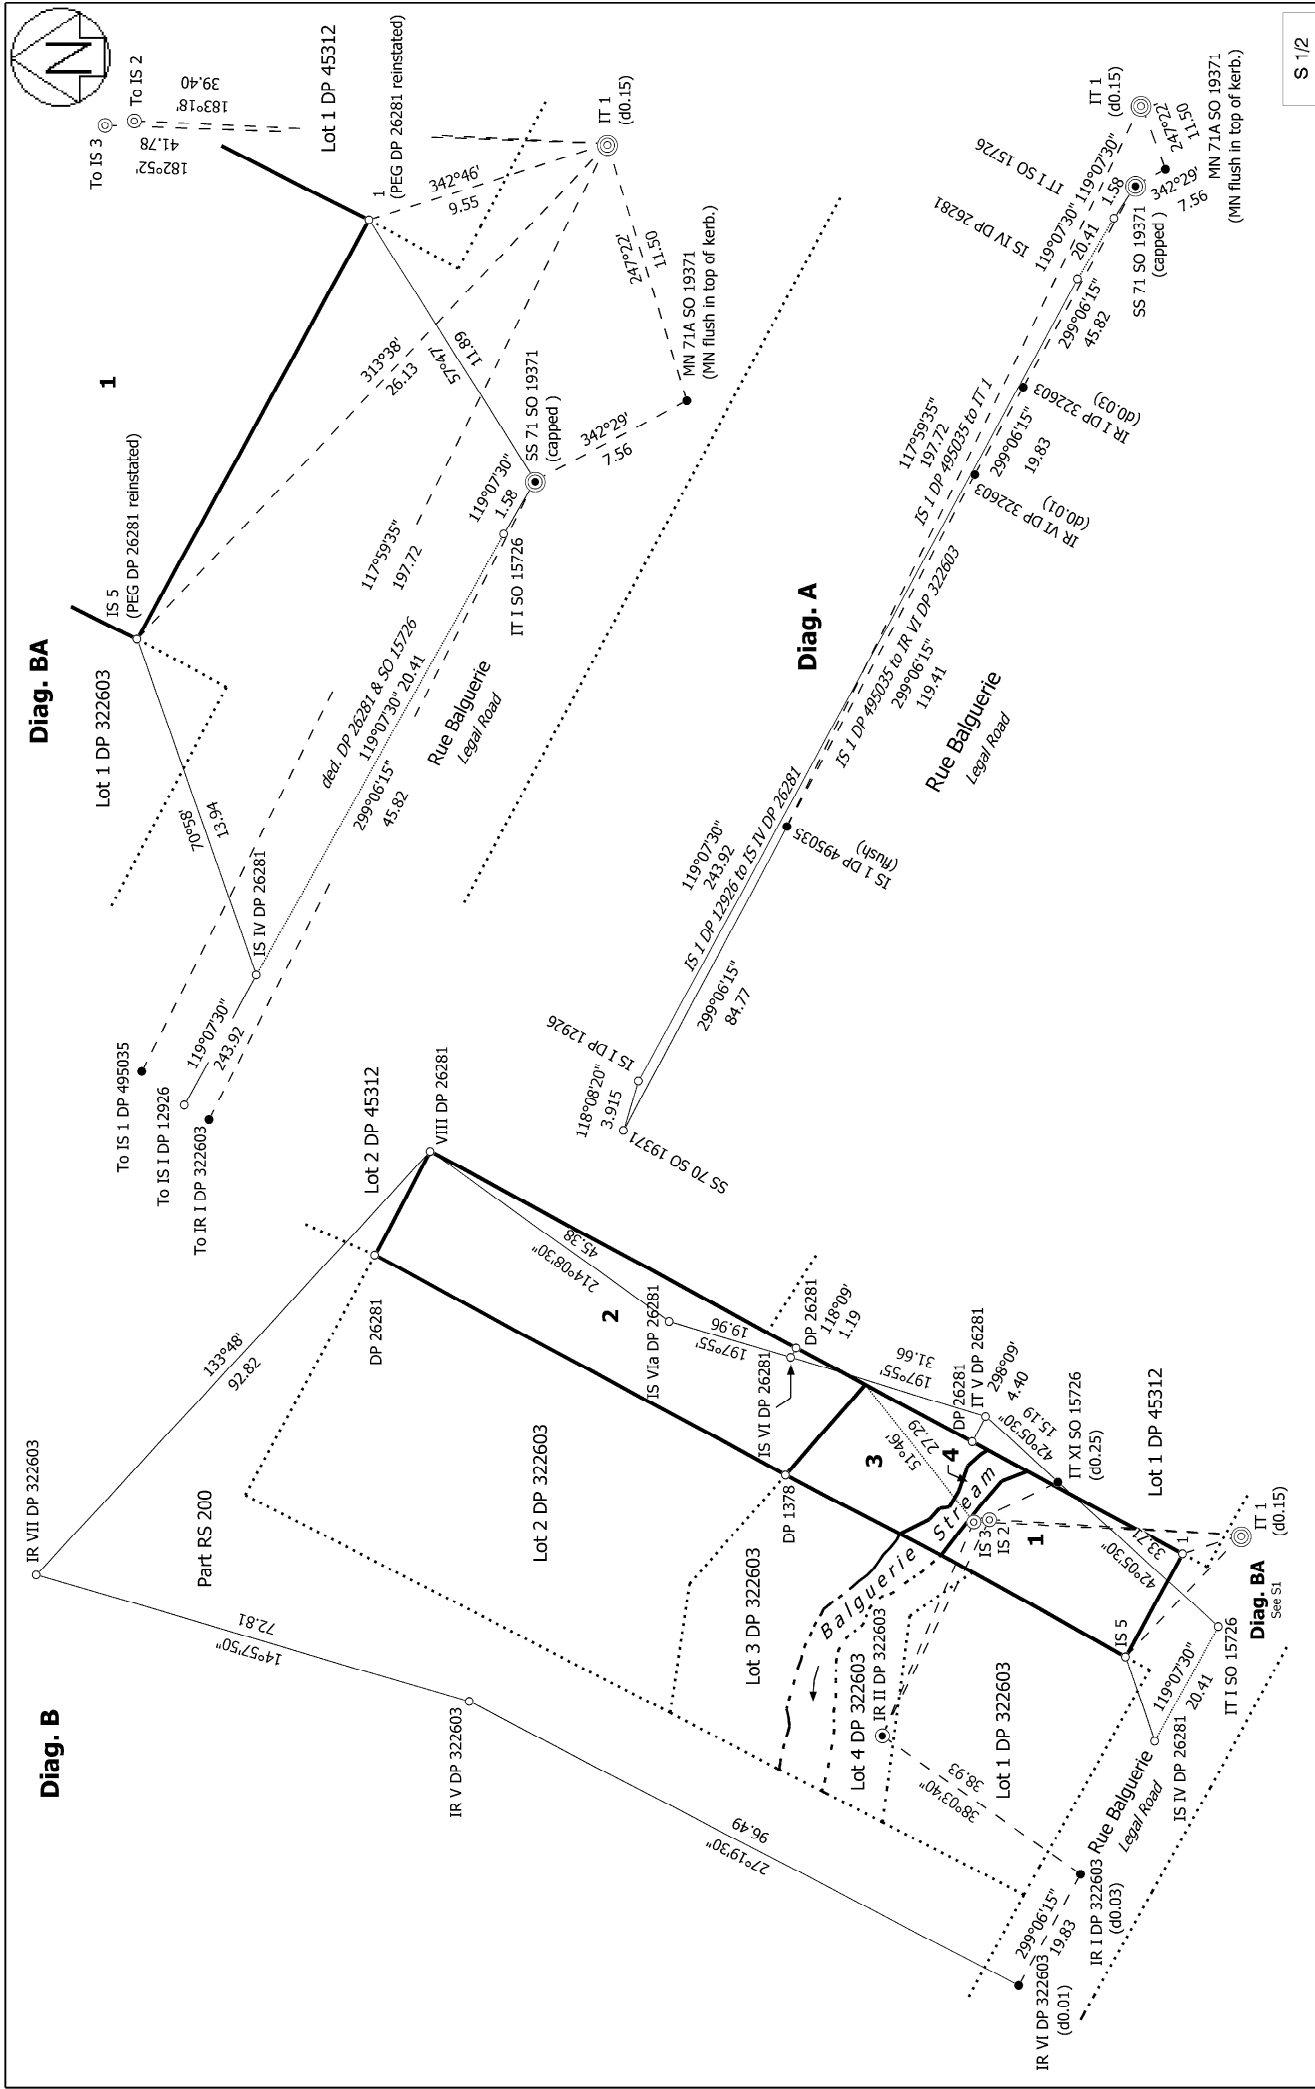 Diag. B
IR VII DP 322603
133°48'
92.82
14°57'50"
72.81
Part RS 200
IR V DP 322603
27°19'30"
96.49
Lot 2 DP 322603
DP 26281
Lot 2 DP 45312
VIII DP 26281
2
214°08'30"
45.38
IS VIa DP 26281
197°55'
19.96
IS VI DP 26281
DP 26281
118°09'
1.19
DP 1378
Lot 3 DP 322603
3
51°46'
27.29
197°55'
31.66
4
DP 26281
IT V DP 26281
298°09'
4.40
42°05'30"
15.19
IT XI SO 15726
(d0.25)
Balguerie Stream
Lot 4 DP 322603
IR II DP 322603
IS 3
IS 2
1
Lot 1 DP 45312
38°03'40"
38.93
Lot 1 DP 322603
IS 5
42°05'30"
33.71
1
IT 1
(d0.15)
Diag. BA
See S1
119°07'30"
20.41
IT I SO 15726
IS IV DP 26281
Rue Balguerie
Legal Road
299°06'15"
19.83
IR I DP 322603
(d0.03)
IR VI DP 322603
(d0.01)
Diag. BA
Lot 1 DP 322603
IS 5
(PEG DP 26281 reinstated)
1
To IS 3
To IS 2
182°52'
41.78
183°18'
39.40
N
Lot 1 DP 45312
1
(PEG DP 26281 reinstated)
342°46'
9.55
IT 1
(d0.15)
313°38'
26.13
57°47'
11.89
247°22'
11.50
MN 71A SO 19371
(MN flush in top of kerb.)
SS 71 SO 19371
(capped )
342°29'
7.56
119°07'30"
1.58
117°59'35"
197.72
IT I SO 15726
ded. DP 26281 & SO 15726
119°07'30" 20.41
299°06'15"
45.82
Rue Balguerie
Legal Road
70°58'
13.94
IS IV DP 26281
119°07'30"
243.92
To IS 1 DP 495035
To IS I DP 12926
To IR I DP 322603
Diag. A
118°08'20"
3.915
IS I DP 12926
SS 70 SO 19371
119°07'30"
243.92
IS 1 DP 12926 to IS IV DP 26281
299°06'15"
84.77
IS 1 DP 495035
(flush)
IS 1 DP 495035 to IR VI DP 322603
299°06'15"
119.41
Rue Balguerie
Legal Road
117°59'35"
197.72
IS 1 DP 495035 to IT 1
IR VI DP 322603
(d0.01)
299°06'15"
19.83
IR I DP 322603
(d0.03)
299°06'15"
45.82
IS IV DP 26281
IT I SO 15726
119°07'30"
20.41
119°07'30"
1.58
IT 1
(d0.15)
SS 71 SO 19371
(capped )
342°29'
7.56
247°22'
11.50
MN 71A SO 19371
(MN flush in top of kerb.)
S 1/2